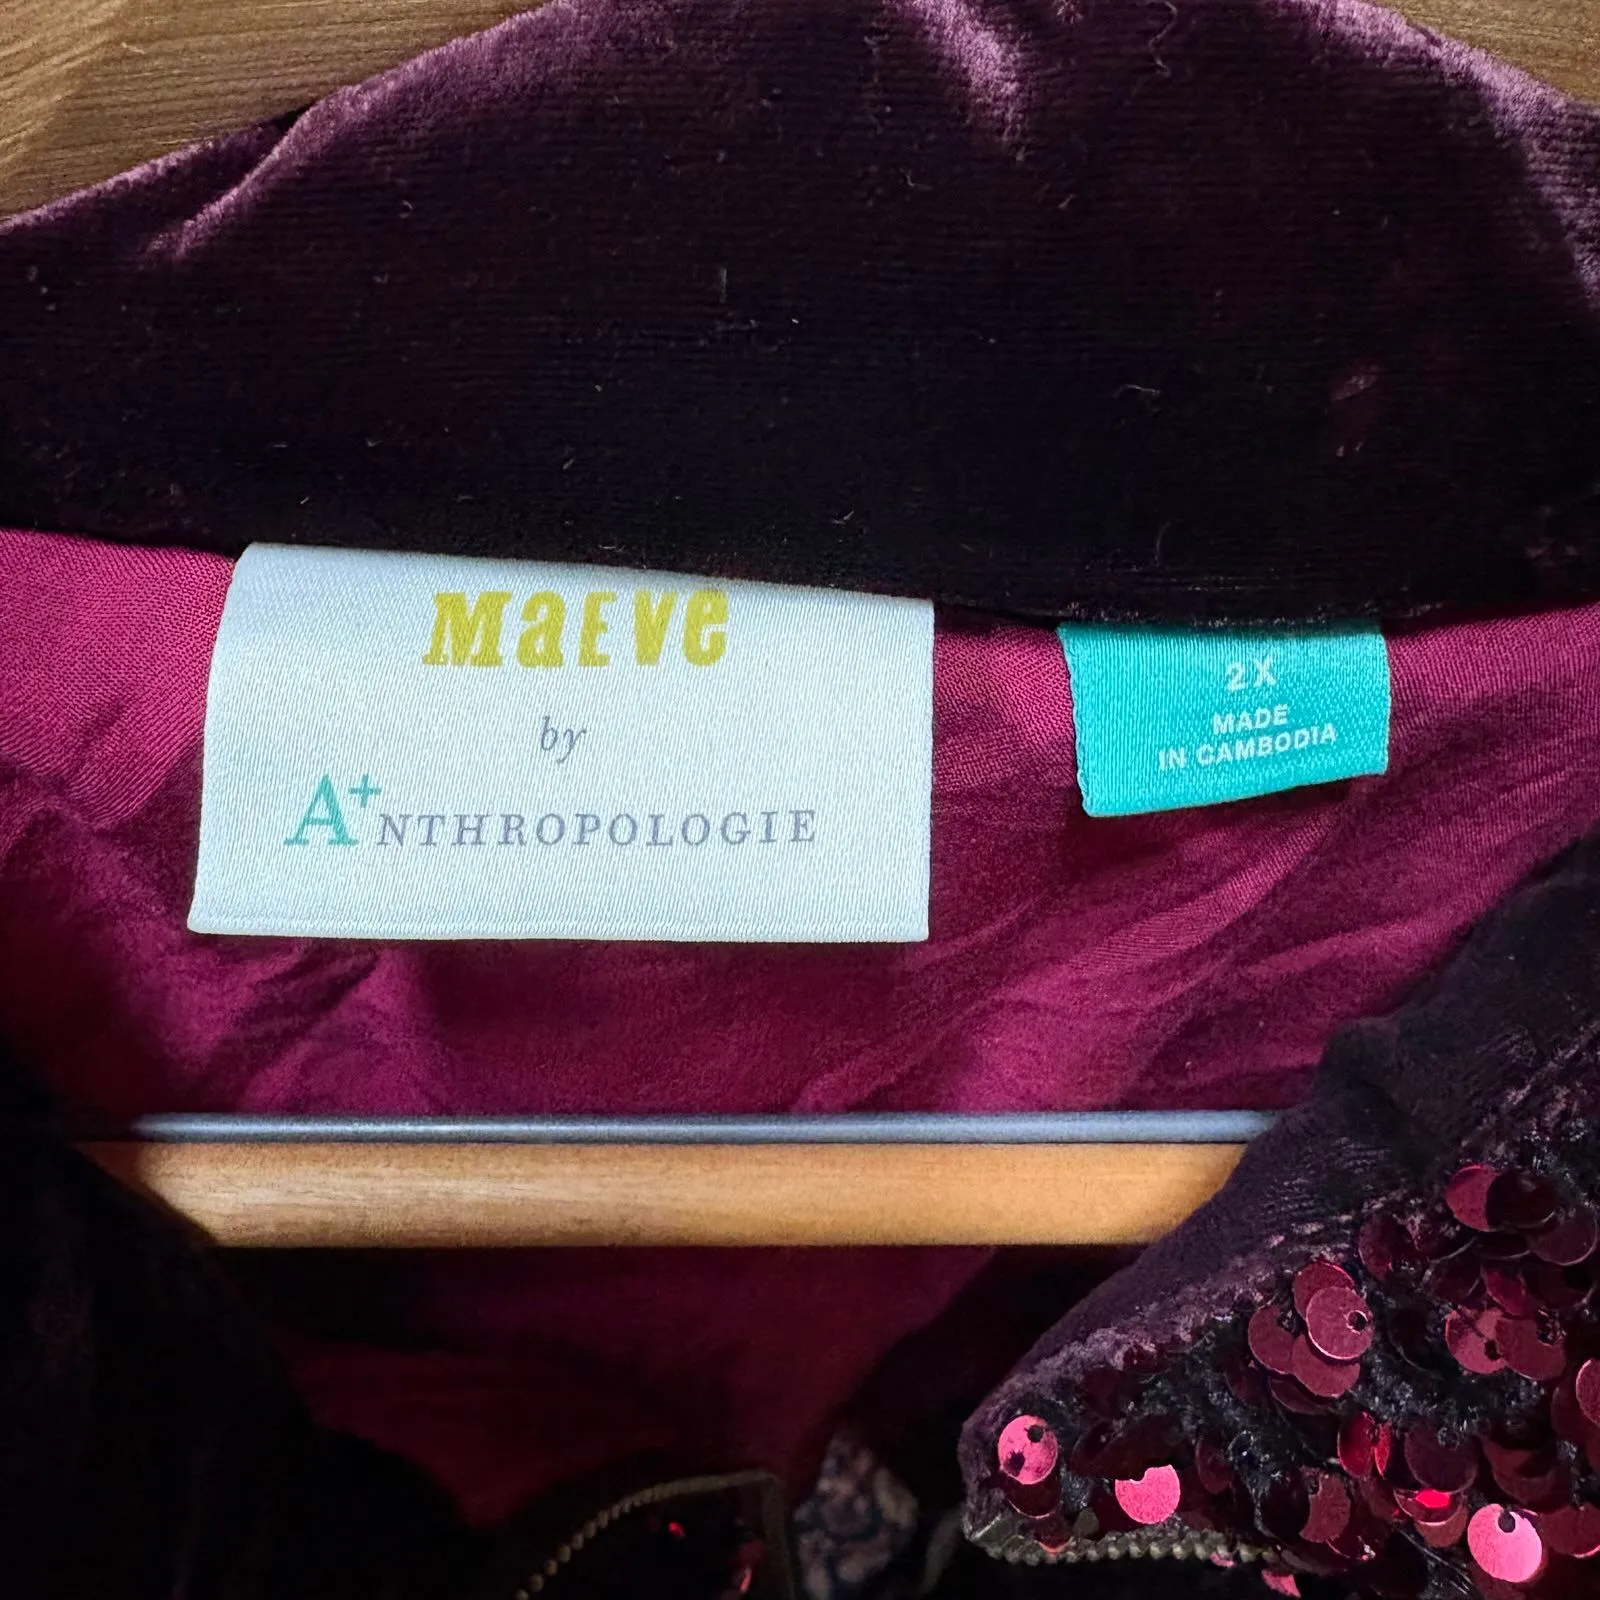 MaEVe
by
A+NTHROPOLOGIE
2X
MADE
IN CAMBODIA